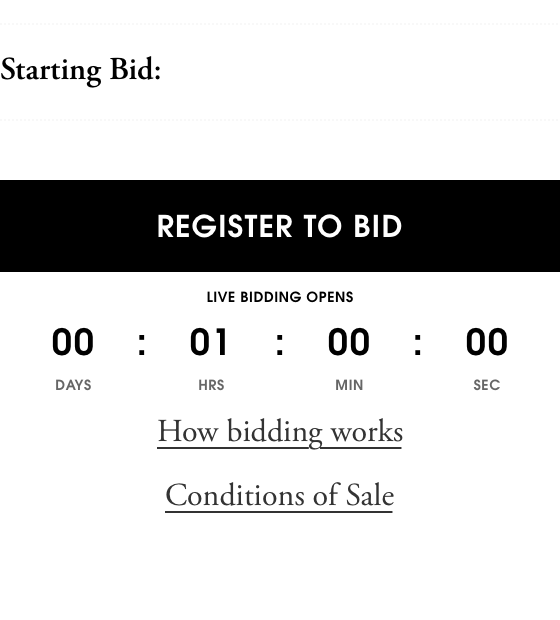 Starting Bid:
REGISTER TO BID
LIVE BIDDING OPENS
00 : 01 : 00 : 00
DAYS HRS MIN SEC
How bidding works
Conditions of Sale